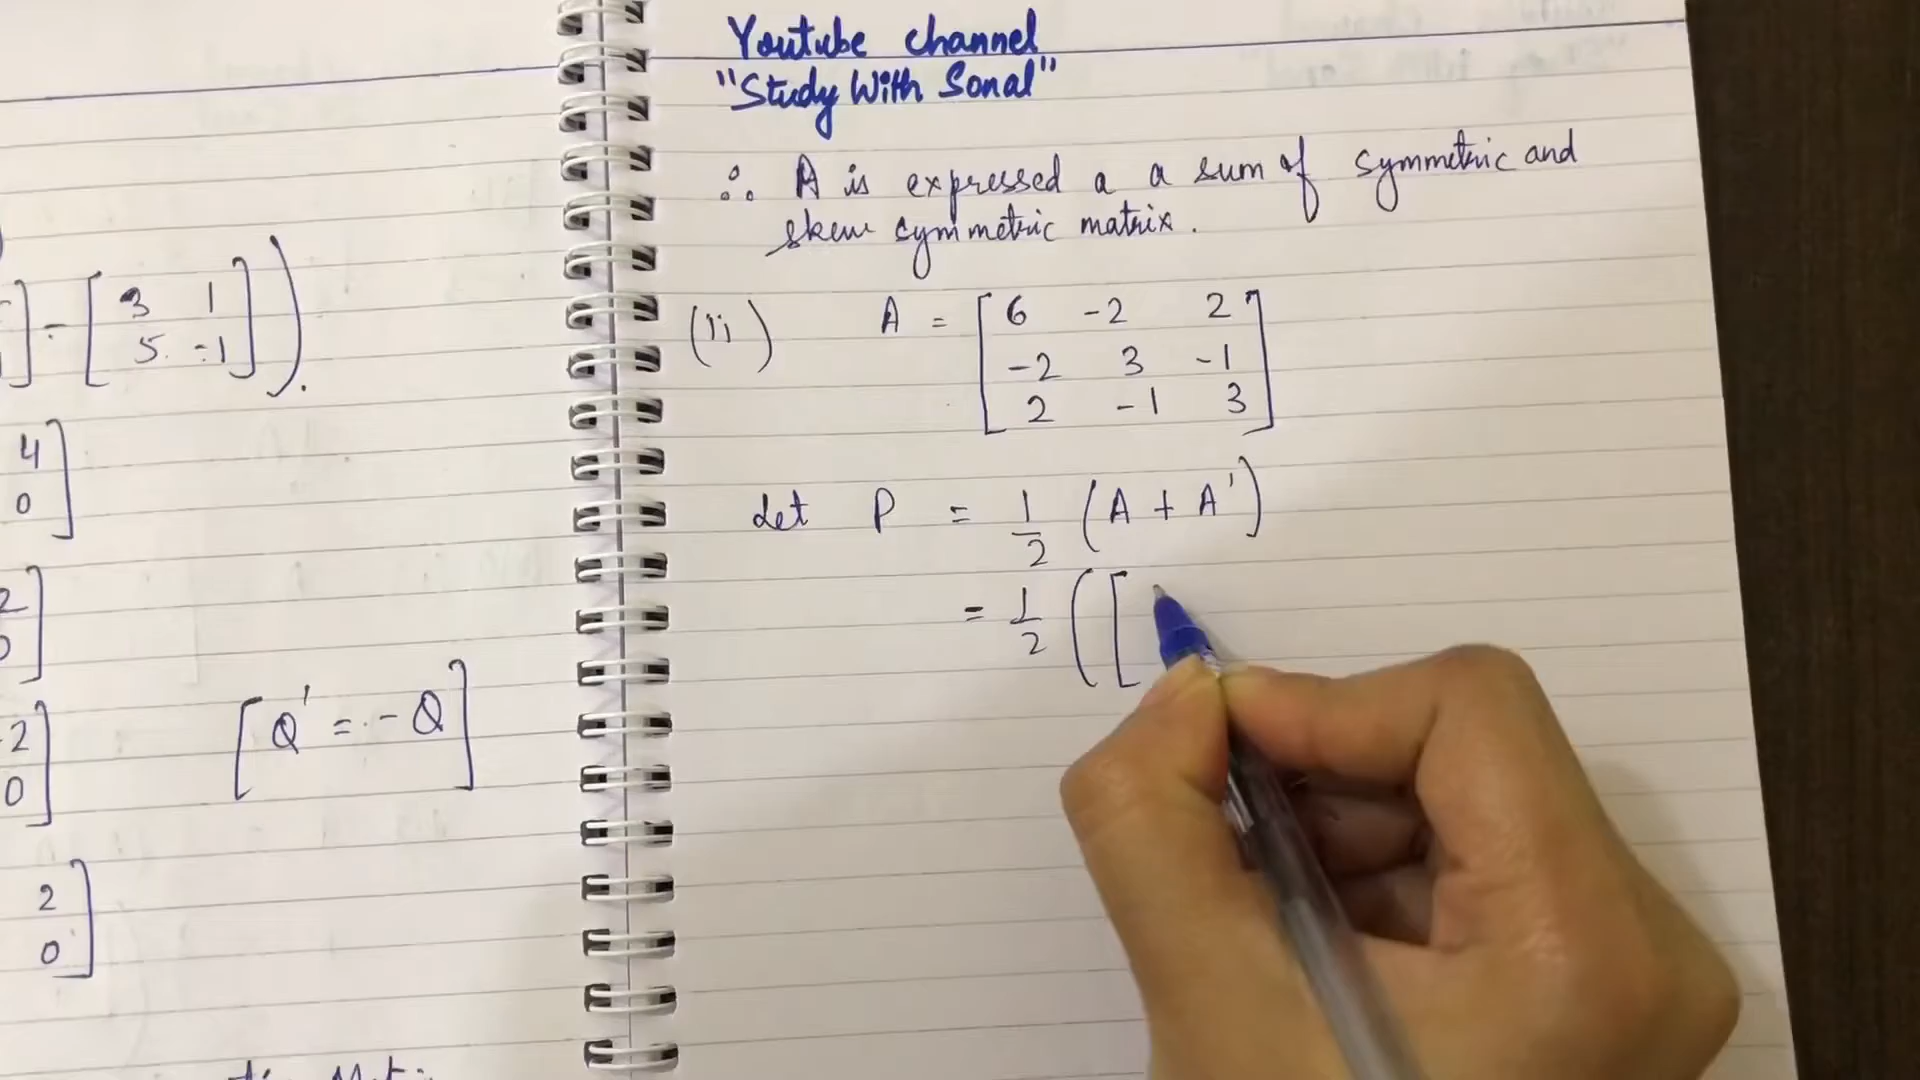 ] - [ 3 1
5 -1 ] ).
4
0 ]
2 ]
-2
0 ]
[ Q' = - Q ]
2
0 ]
Youtube channel
"Study With Sonal"
∴ A is expressed a a sum of symmetric and
skew symmetric matrix.
(ii) A = [ 6 -2 2
-2 3 -1
2 -1 3 ]
Let P = 1/2 (A + A')
= 1/2 ( [